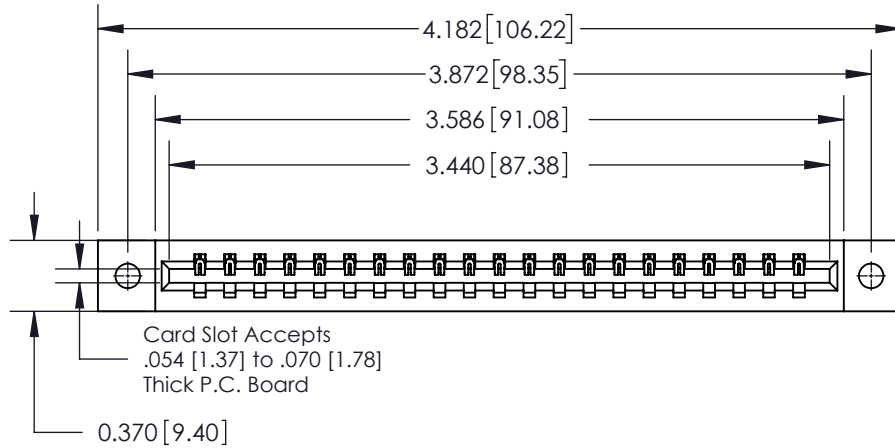 4.182[106.22]
3.872[98.35]
3.586[91.08]
3.440[87.38]
Card Slot Accepts
.054 [1.37] to .070 [1.78]
Thick P.C. Board
0.370[9.40]